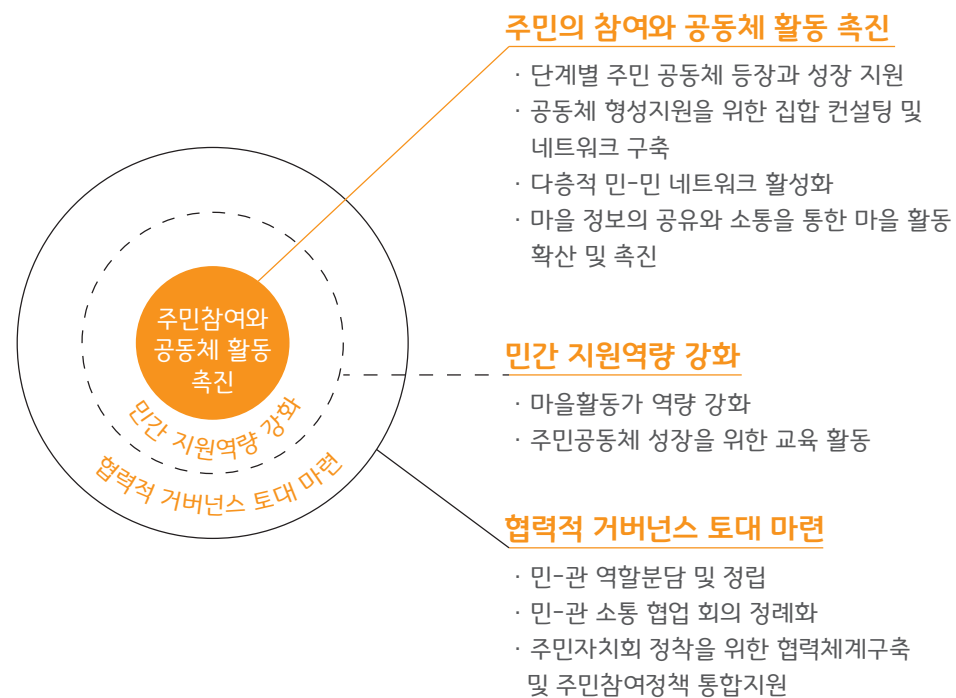 주민의 참여와 공동체 활동 촉진
· 단계별 주민 공동체 등장과 성장 지원
· 공동체 형성지원을 위한 집합 컨설팅 및
네트워크 구축
· 다층적 민-민 네트워크 활성화
· 마을 정보의 공유와 소통을 통한 마을 활동
확산 및 촉진
주민참여와
공동체 활동
촉진
민간 지원역량 강화
협력적 거버넌스 토대 마련
민간 지원역량 강화
· 마을활동가 역량 강화
· 주민공동체 성장을 위한 교육 활동
협력적 거버넌스 토대 마련
· 민-관 역할분담 및 정립
· 민-관 소통 협업 회의 정례화
· 주민자치회 정착을 위한 협력체계구축
및 주민참여정책 통합지원